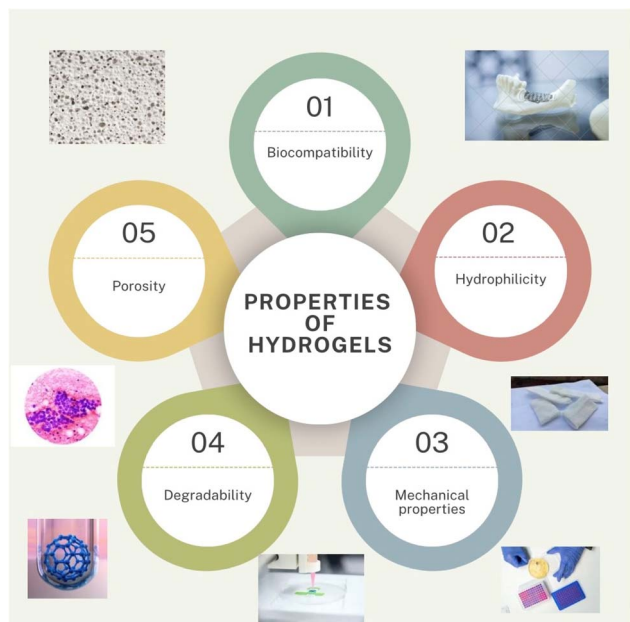 01
Biocompatibility
02
Hydrophilicity
03
Mechanical
properties
04
Degradability
05
Porosity
PROPERTIES
OF
HYDROGELS